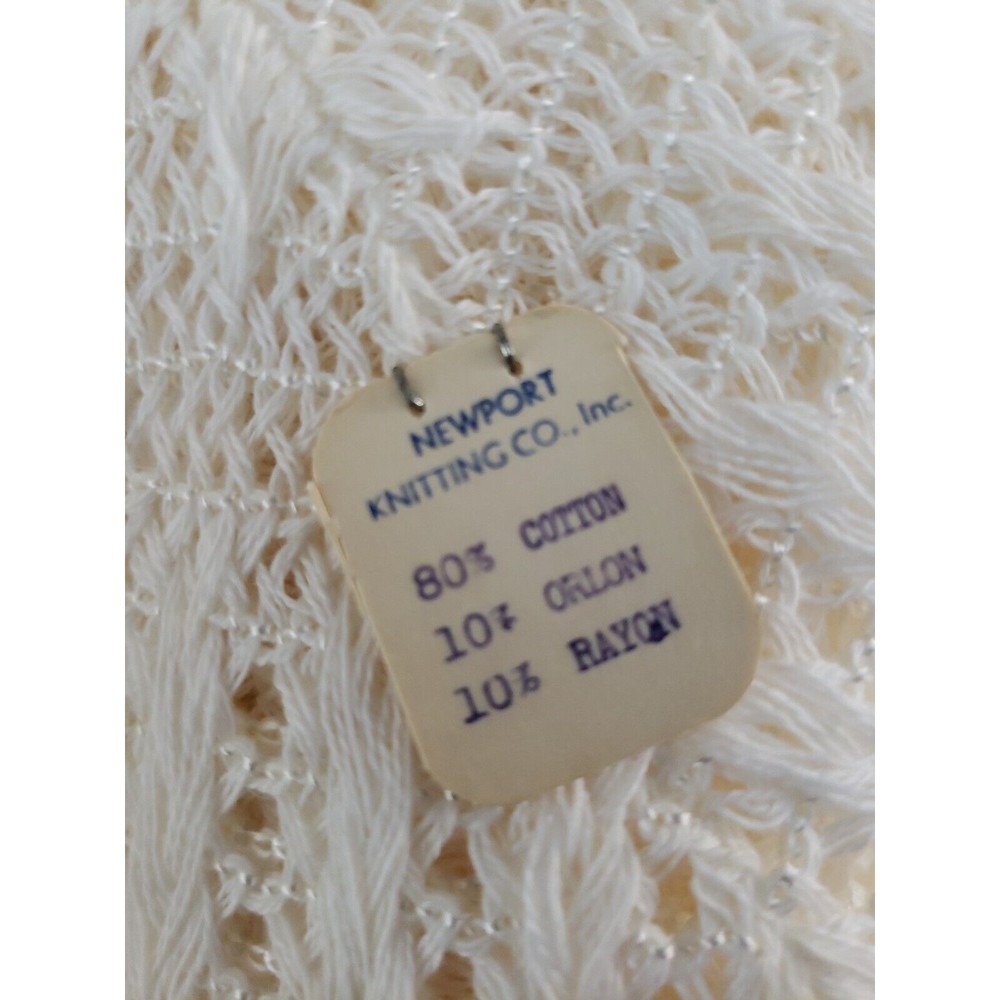 NEWPORT
KNITTING CO., Inc.
80% COTTON
10% ORLON
10% RAYON